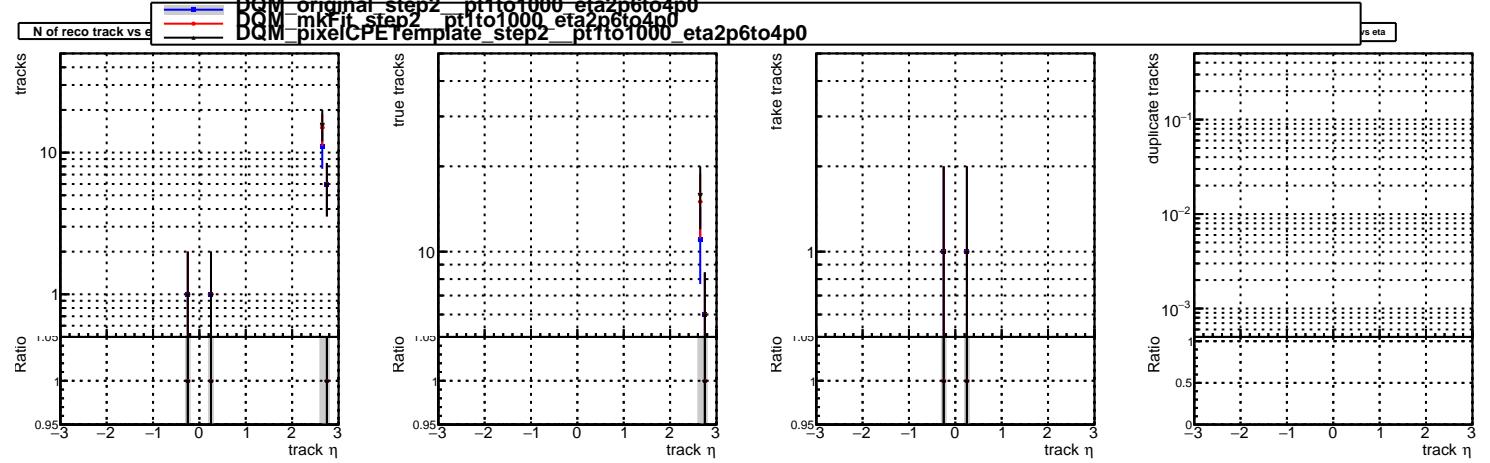 DQM_original_step2__pt1to1000_eta2p6to4p0
DQM_mkFit_step2__pt1to1000_eta2p6to4p0
DQM_pixelCPETemplate_step2__pt1to1000_eta2p6to4p0
N of reco track vs e
vs eta
tracks
10
1
Ratio
1.05
1
0.95
−3 −2 −1 0 1 2 3
track η
true tracks
10
Ratio
1.05
1
0.95
−3 −2 −1 0 1 2 3
track η
fake tracks
1
Ratio
1.05
1
0.95
−3 −2 −1 0 1 2 3
track η
duplicate tracks
10⁻¹
10⁻²
10⁻³
Ratio
1
0.5
0
−3 −2 −1 0 1 2 3
track η